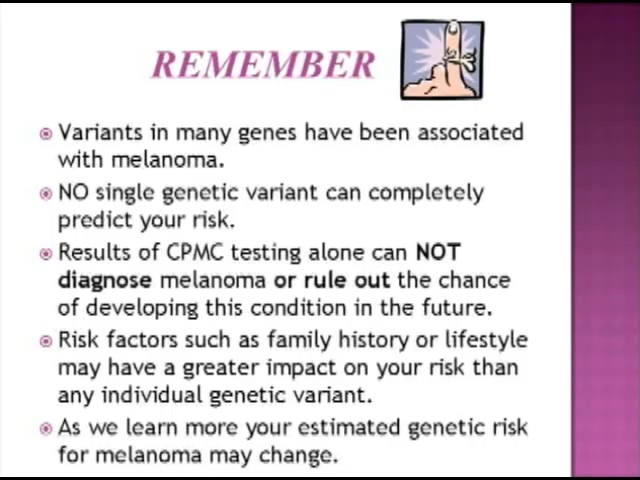 REMEMBER
Variants in many genes have been associated
with melanoma.
NO single genetic variant can completely
predict your risk.
Results of CPMC testing alone can NOT
diagnose melanoma or rule out the chance
of developing this condition in the future.
Risk factors such as family history or lifestyle
may have a greater impact on your risk than
any individual genetic variant.
As we learn more your estimated genetic risk
for melanoma may change.